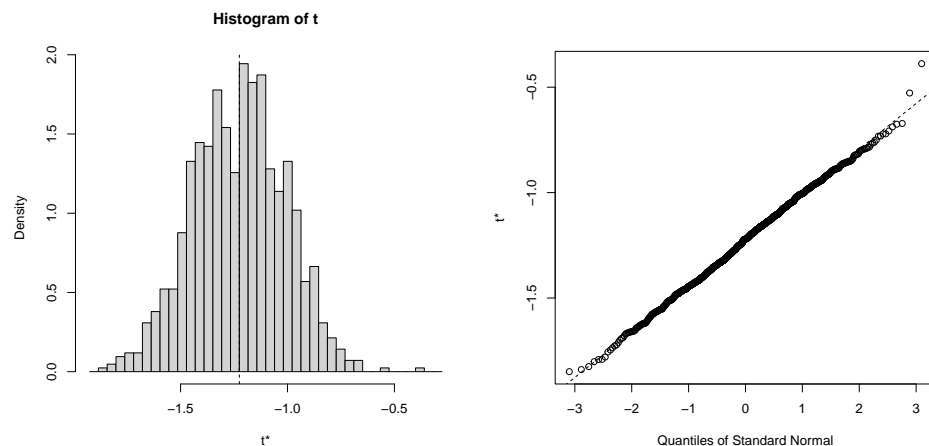 Histogram of t
Density
0.0 0.5 1.0 1.5 2.0
−1.5 −1.0 −0.5
t*
t*
−1.5 −1.0 −0.5
−3 −2 −1 0 1 2 3
Quantiles of Standard Normal